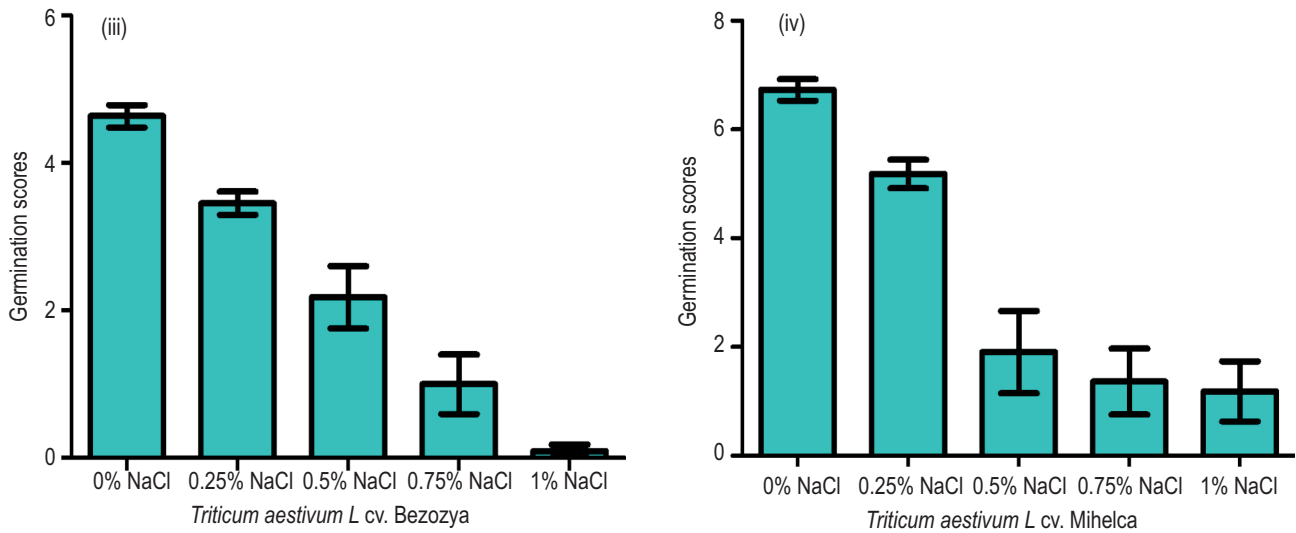 (iii)
6
4
2
0
Germination scores
0% NaCl 0.25% NaCl 0.5% NaCl 0.75% NaCl 1% NaCl
Triticum aestivum L cv. Bezozya
(iv)
8
6
4
2
0
Germination scores
0% NaCl 0.25% NaCl 0.5% NaCl 0.75% NaCl 1% NaCl
Triticum aestivum L cv. Mihelca